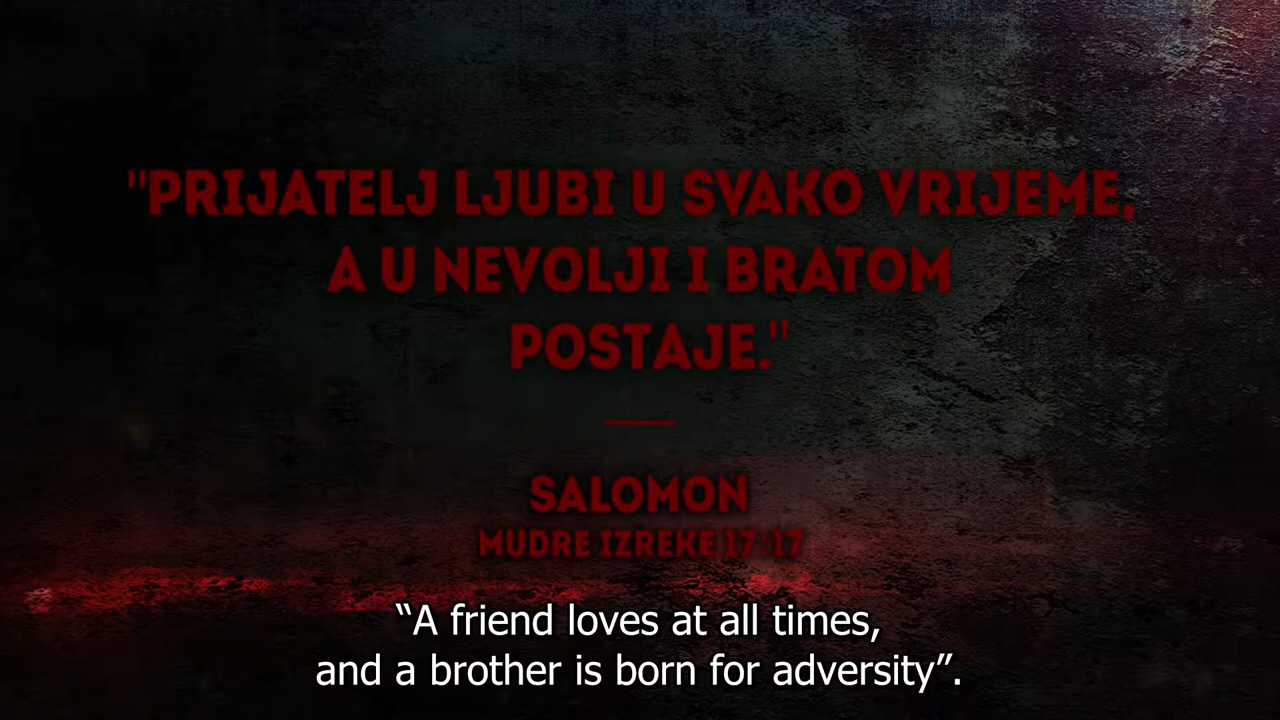 "PRIJATELJ LJUBI U SVAKO VRIJEME,
A U NEVOLJI I BRATOM
POSTAJE."
SALOMON
MUDRE IZREKE 17:17
“A friend loves at all times,
and a brother is born for adversity”.